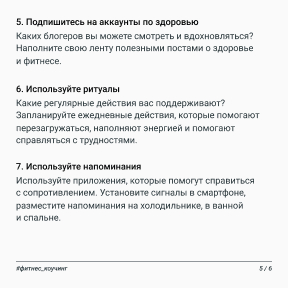 5. Подпишитесь на аккаунты по здоровью
Каких блогеров вы можете смотреть и вдохновляться?
Наполните свою ленту полезными постами о здоровье
и фитнесе.
6. Используйте ритуалы
Какие регулярные действия вас поддерживают?
Запланируйте ежедневные действия, которые помогают
перезагружаться, наполняют энергией и помогают
справляться с трудностями.
7. Используйте напоминания
Используйте приложения, которые помогут справиться
с сопротивлением. Установите сигналы в смартфоне,
разместите напоминания на холодильнике, в ванной
и спальне.
#фитнес_коучинг
5 / 6